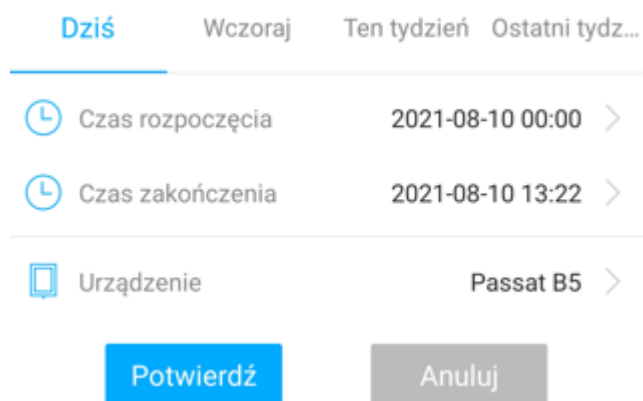 Dziś Wczoraj Ten tydzień Ostatni tydz...
Czas rozpoczęcia 2021-08-10 00:00
Czas zakończenia 2021-08-10 13:22
Urządzenie Passat B5
Potwierdź Anuluj